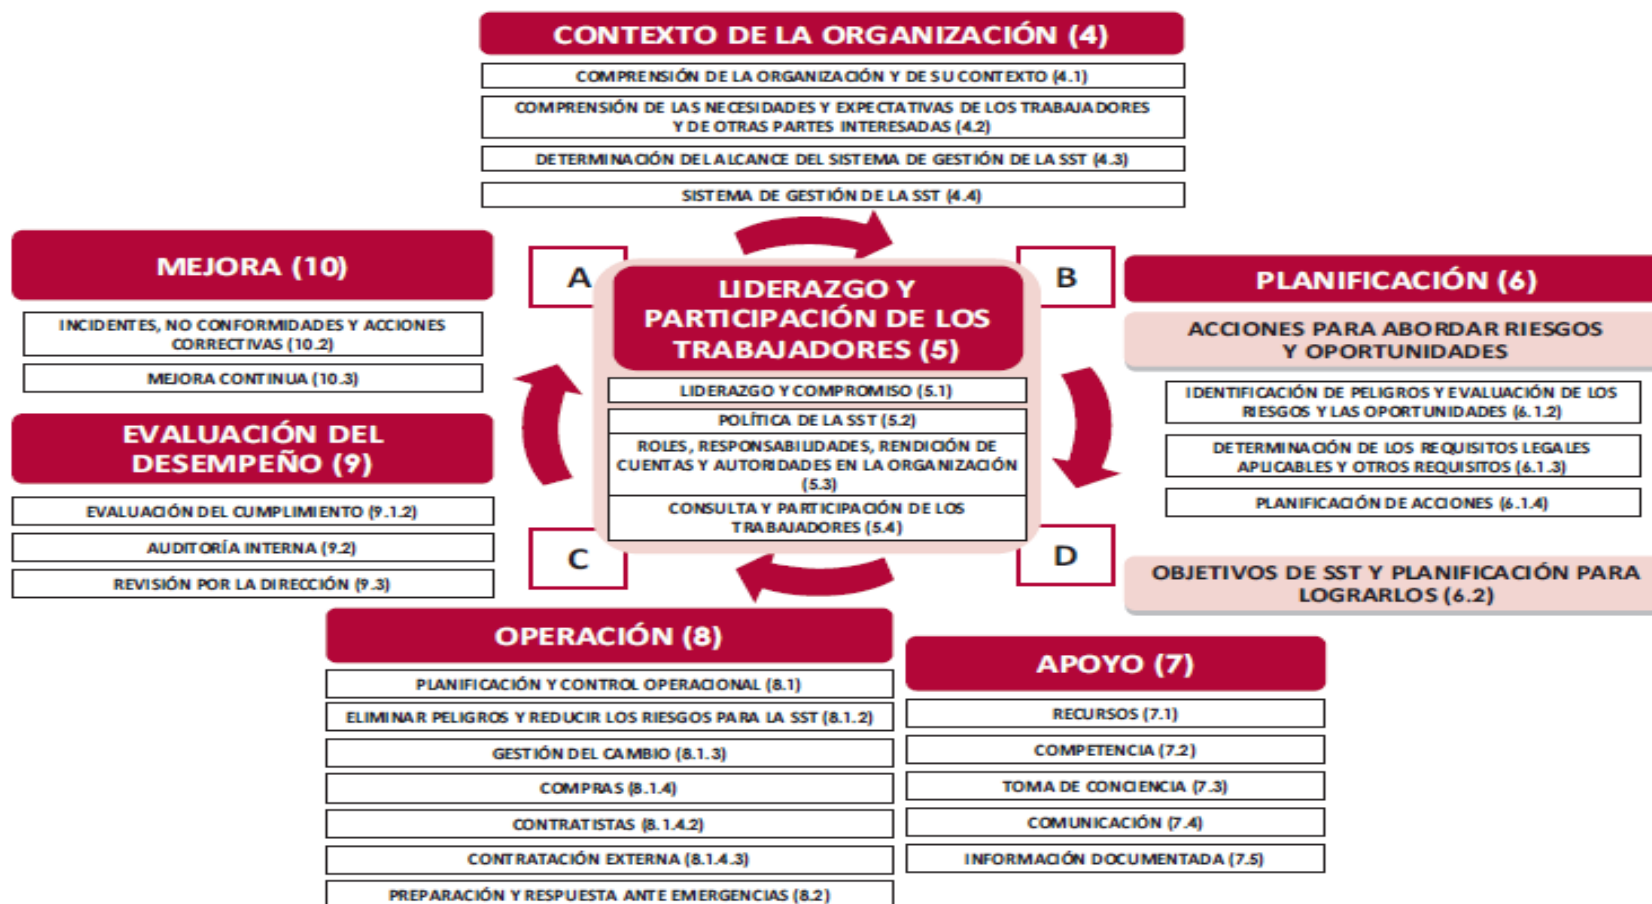 CONTEXTO DE LA ORGANIZACIÓN (4)
COMPRENSIÓN DE LA ORGANIZACIÓN Y DE SU CONTEXTO (4.1)
COMPRENSIÓN DE LAS NECESIDADES Y EXPECTATIVAS DE LOS TRABAJADORES
Y DE OTRAS PARTES INTERESADAS (4.2)
DETERMINACIÓN DEL ALCANCE DEL SISTEMA DE GESTIÓN DE LA SST (4.3)
SISTEMA DE GESTIÓN DE LA SST (4.4)
MEJORA (10)
INCIDENTES, NO CONFORMIDADES Y ACCIONES
CORRECTIVAS (10.2)
MEJORA CONTINUA (10.3)
EVALUACIÓN DEL
DESEMPEÑO (9)
EVALUACIÓN DEL CUMPLIMIENTO (9.1.2)
AUDITORÍA INTERNA (9.2)
REVISIÓN POR LA DIRECCIÓN (9.3)
A
B
C
D
LIDERAZGO Y
PARTICIPACIÓN DE LOS
TRABAJADORES (5)
LIDERAZGO Y COMPROMISO (5.1)
POLÍTICA DE LA SST (5.2)
ROLES, RESPONSABILIDADES, RENDICIÓN DE
CUENTAS Y AUTORIDADES EN LA ORGANIZACIÓN
(5.3)
CONSULTA Y PARTICIPACIÓN DE LOS
TRABAJADORES (5.4)
PLANIFICACIÓN (6)
ACCIONES PARA ABORDAR RIESGOS
Y OPORTUNIDADES
IDENTIFICACIÓN DE PELIGROS Y EVALUACIÓN DE LOS
RIESGOS Y LAS OPORTUNIDADES (6.1.2)
DETERMINACIÓN DE LOS REQUISITOS LEGALES
APLICABLES Y OTROS REQUISITOS (6.1.3)
PLANIFICACIÓN DE ACCIONES (6.1.4)
OBJETIVOS DE SST Y PLANIFICACIÓN PARA
LOGRARLOS (6.2)
OPERACIÓN (8)
PLANIFICACIÓN Y CONTROL OPERACIONAL (8.1)
ELIMINAR PELIGROS Y REDUCIR LOS RIESGOS PARA LA SST (8.1.2)
GESTIÓN DEL CAMBIO (8.1.3)
COMPRAS (8.1.4)
CONTRATISTAS (8.1.4.2)
CONTRATACIÓN EXTERNA (8.1.4.3)
PREPARACIÓN Y RESPUESTA ANTE EMERGENCIAS (8.2)
APOYO (7)
RECURSOS (7.1)
COMPETENCIA (7.2)
TOMA DE CONCIENCIA (7.3)
COMUNICACIÓN (7.4)
INFORMACIÓN DOCUMENTADA (7.5)